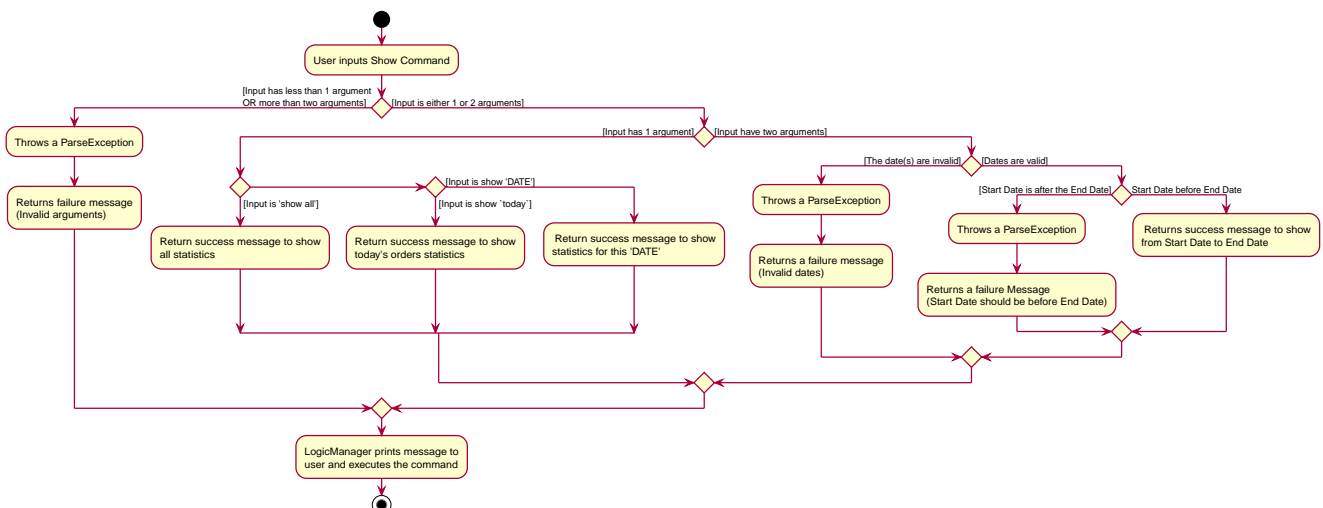 User inputs Show Command
[Input has less than 1 argument
OR more than two arguments]
[Input is either 1 or 2 arguments]
Throws a ParseException
Returns failure message
(Invalid arguments)
[Input has 1 argument]
[Input have two arguments]
[Input is 'show all']
Return success message to show
all statistics
[Input is show 'DATE']
[Input is show `today`]
Return success message to show
today's orders statistics
Return success message to show
statistics for this 'DATE'
[The date(s) are invalid]
[Dates are valid]
Throws a ParseException
Returns a failure message
(Invalid dates)
[Start Date is after the End Date]
Start Date before End Date
Throws a ParseException
Returns a failure Message
(Start Date should be before End Date)
Return success message to show
from Start Date to End Date
LogicManager prints message to
user and executes the command